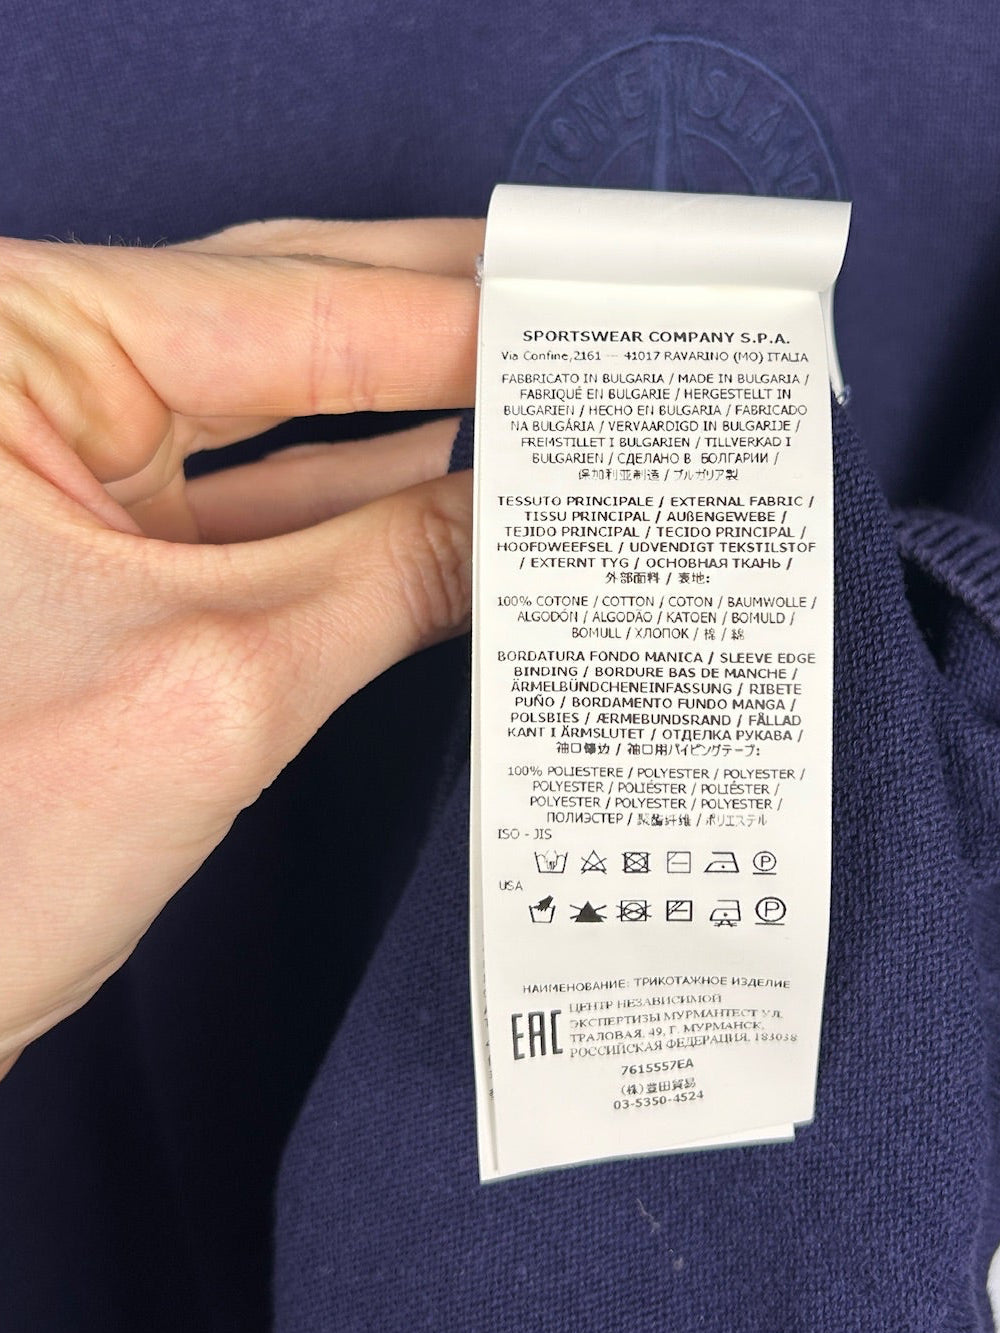 STONE ISLAND
SPORTSWEAR COMPANY S.P.A.
Via Confine,2161 — 41017 RAVARINO (MO) ITALIA
FABBRICATO IN BULGARIA / MADE IN BULGARIA /
FABRIQUÉ EN BULGARIE / HERGESTELLT IN
BULGARIEN / HECHO EN BULGARIA / FABRICADO
NA BULGÁRIA / VERVAARDIGD IN BULGARIJE /
FREMSTILLET I BULGARIEN / TILLVERKAD I
BULGARIEN / СДЕЛАНО В БОЛГАРИИ /
保加利亚制造 / ブルガリア製
TESSUTO PRINCIPALE / EXTERNAL FABRIC /
TISSU PRINCIPAL / AUßENGEWEBE /
TEJIDO PRINCIPAL / TECIDO PRINCIPAL /
HOOFDWEEFSEL / UDVENDIGT TEKSTILSTOF
/ EXTERNT TYG / ОСНОВНАЯ ТКАНЬ /
外部面料 / 表地:
100% COTONE / COTTON / COTON / BAUMWOLLE /
ALGODÓN / ALGODÃO / KATOEN / BOMULD /
BOMULL / ХЛОПОК / 棉 / 綿
BORDATURA FONDO MANICA / SLEEVE EDGE
BINDING / BORDURE BAS DE MANCHE /
ÄRMELBÜNDCHENEINFASSUNG / RIBETE
PUÑO / BORDAMENTO FUNDO MANGA /
POLSBIES / ÆRMEBUNDSRAND / FÅLLAD
KANT I ÄRMSLUTET / ОТДЕЛКА РУКАВА /
袖口 / 袖口用パイピングテープ:
100% POLIESTERE / POLYESTER / POLYESTER /
POLYESTER / POLIÉSTER / POLIÉSTER /
POLYESTER / POLYESTER / POLYESTER /
ПОЛИЭСТЕР / 聚酯纤维 / ポリエステル
ISO - JIS
P
USA
P
НАИМЕНОВАНИЕ: ТРИКОТАЖНОЕ ИЗДЕЛИЕ
EAC
ЦЕНТР НЕЗАВИСИМОЙ
ЭКСПЕРТИЗЫ МУРМАНТЕСТ УЛ.
ТРАЛОВАЯ, 49, Г. МУРМАНСК,
РОССИЙСКАЯ ФЕДЕРАЦИЯ, 183038
7615557EA
(株) 豊田貿易
03-5350-4524